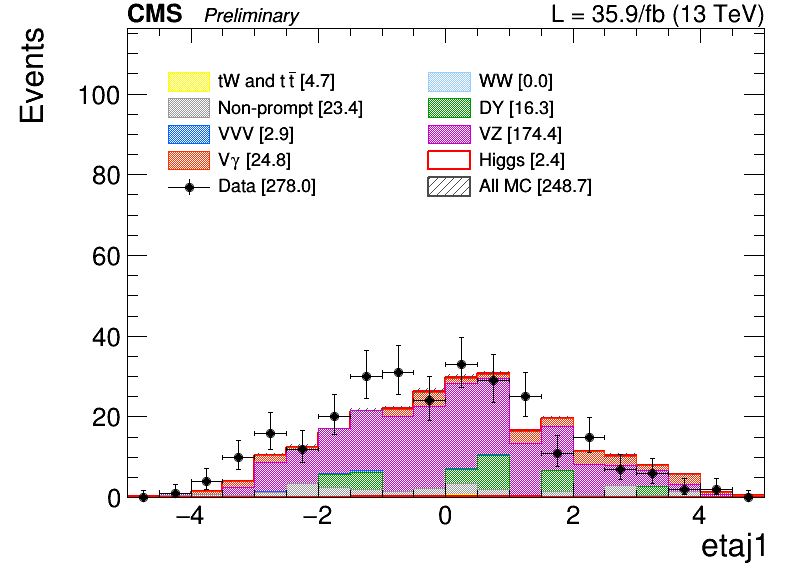 CMS Preliminary L = 35.9/fb (13 TeV)
Events
tW and t t̅ [4.7] WW [0.0]
Non-prompt [23.4] DY [16.3]
VVV [2.9] VZ [174.4]
Vγ [24.8] Higgs [2.4]
Data [278.0] All MC [248.7]
100
80
60
40
20
0
−4 −2 0 2 4
etaj1